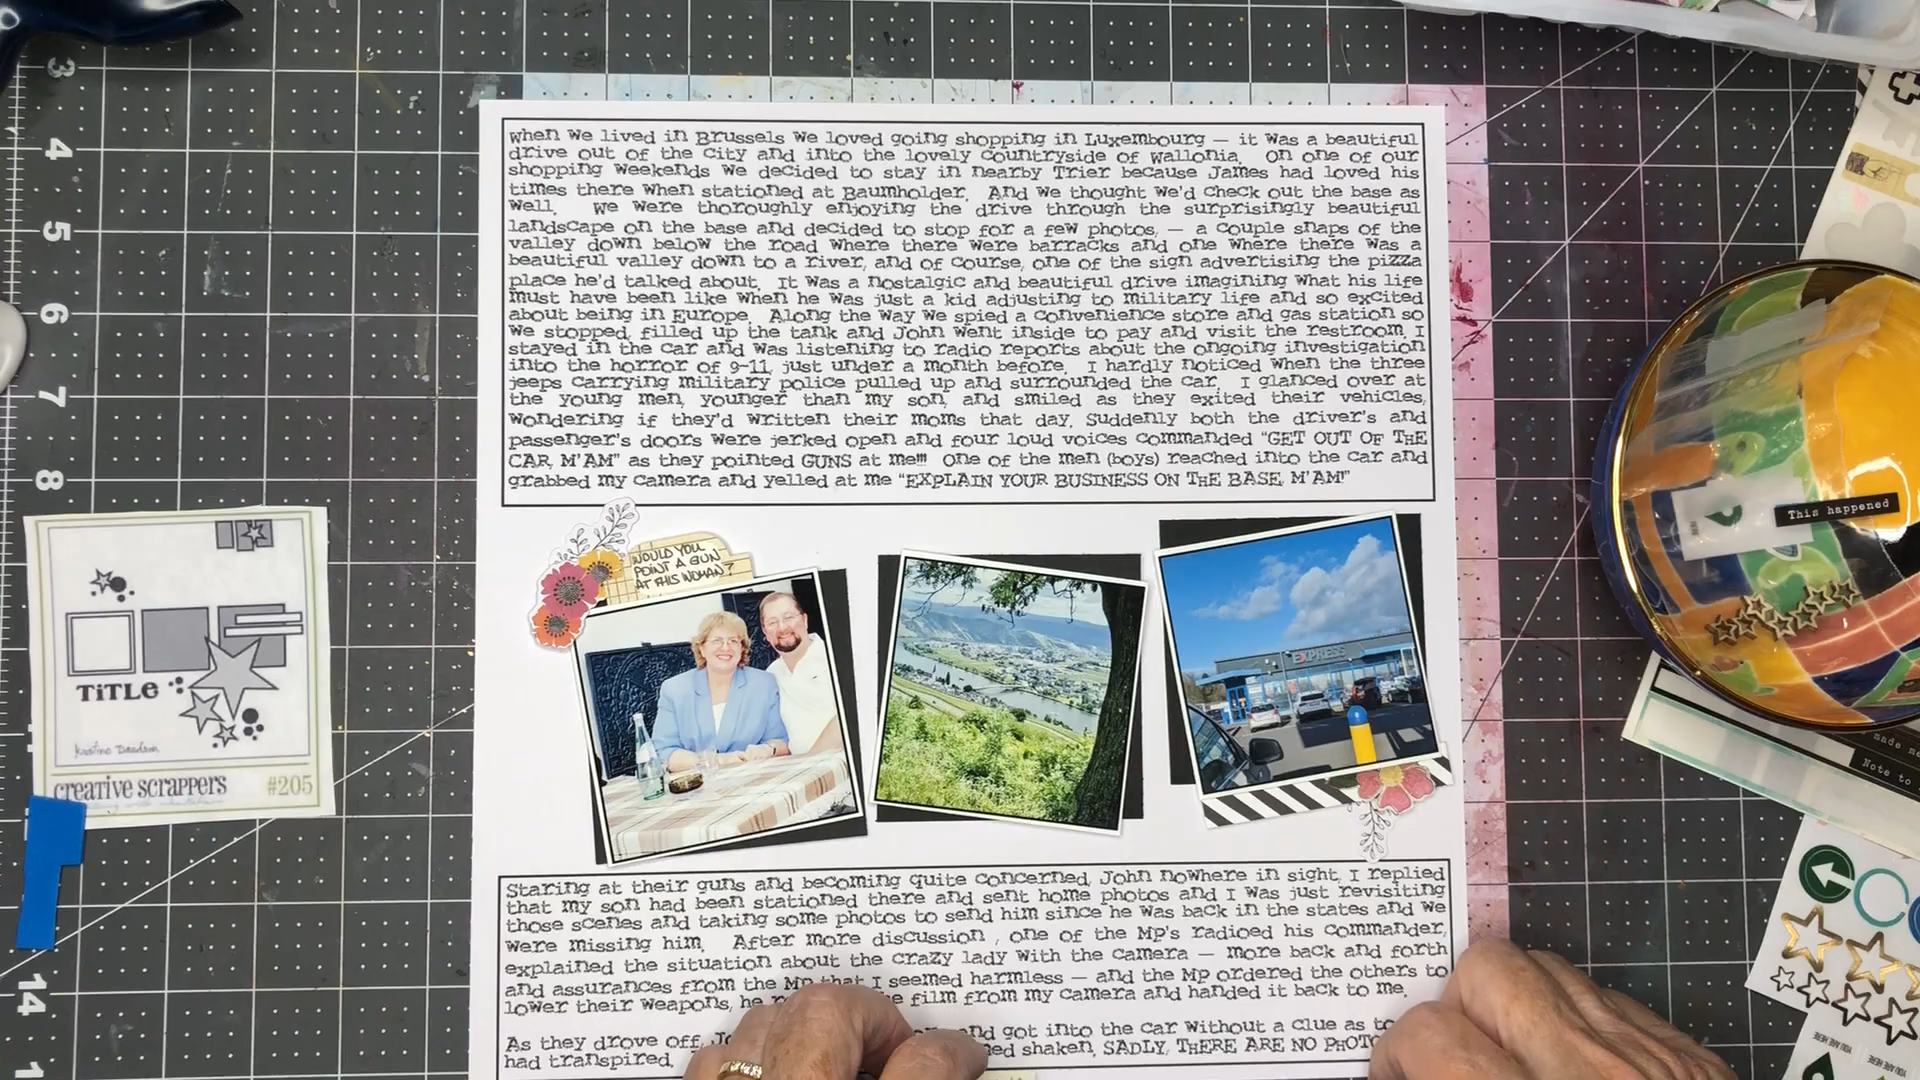 when we lived in Brussels we loved going shopping in Luxembourg — it was a beautiful
drive out of the city and into the lovely countryside of Wallonia. On one of our
shopping weekends we decided to stay in nearby Trier because James had loved his
times there when stationed at Baumholder. And we thought we'd check out the base as
well. We were thoroughly enjoying the drive through the surprisingly beautiful
landscape on the base and decided to stop for a few photos, — a couple snaps of the
valley down below the road where there were barracks and one where there was a
beautiful valley down to a river, and of course, one of the sign advertising the pizza
place he'd talked about. It was a nostalgic and beautiful drive imagining what his life
must have been like when he was just a kid adjusting to military life and so excited
about being in Europe. Along the way we spied a convenience store and gas station so
we stopped, filled up the tank and John went inside to pay and visit the restroom. I
stayed in the car and was listening to radio reports about the ongoing investigation
into the horror of 9-11, just under a month before. I hardly noticed when the three
jeeps carrying military police pulled up and surrounded the car. I glanced over at
the young men, younger than my son, and smiled as they exited their vehicles,
wondering if they'd written their moms that day. Suddenly both the driver's and
passenger's doors were jerked open and four loud voices commanded "GET OUT OF THE
CAR, M'AM" as they pointed GUNS at me!!! One of the men (boys) reached into the car and
grabbed my camera and yelled at me "EXPLAIN YOUR BUSINESS ON THE BASE, M'AM!"
WOULD YOU
POINT A GUN
AT THIS WOMAN?
EXPRESS
Staring at their guns and becoming quite concerned, John nowhere in sight, I replied
that my son had been stationed there and sent home photos and I was just revisiting
those scenes and taking some photos to send him since he was back in the states and we
were missing him. After more discussion , one of the MP's radioed his commander,
explained the situation about the crazy lady with the camera — more back and forth
and assurances from the MP that I seemed harmless — and the MP ordered the others to
lower their weapons, he film from my camera and handed it back to me.
As they drove off, and got into the car without a clue as to
had transpired. shaken, SADLY, THERE ARE NO
TITLE
creative scrappers #205
This happened
made
Note to
YOU ARE HERE
YOU ARE HERE
3
4
5
6
7
8
14
1